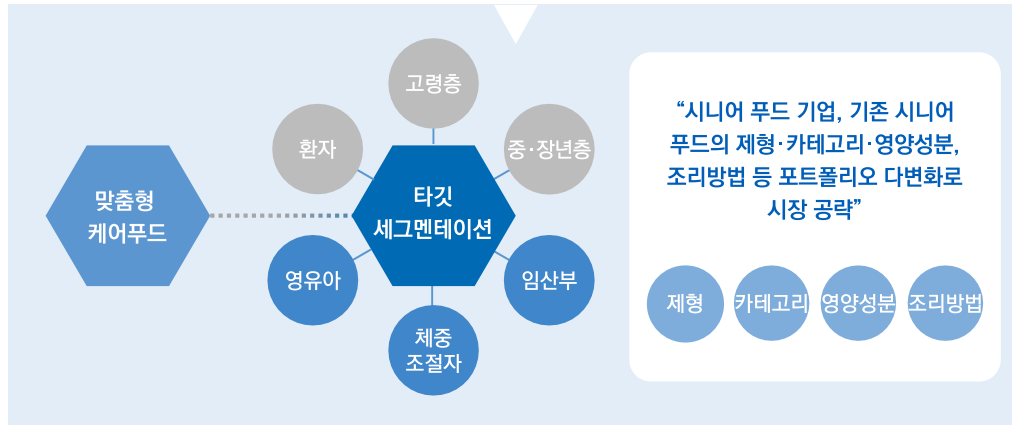 맞춤형
케어푸드
타깃
세그멘테이션
고령층
중·장년층
임산부
체중
조절자
영유아
환자
“시니어 푸드 기업, 기존 시니어
푸드의 제형·카테고리·영양성분,
조리방법 등 포트폴리오 다변화로
시장 공략”
제형
카테고리
영양성분
조리방법